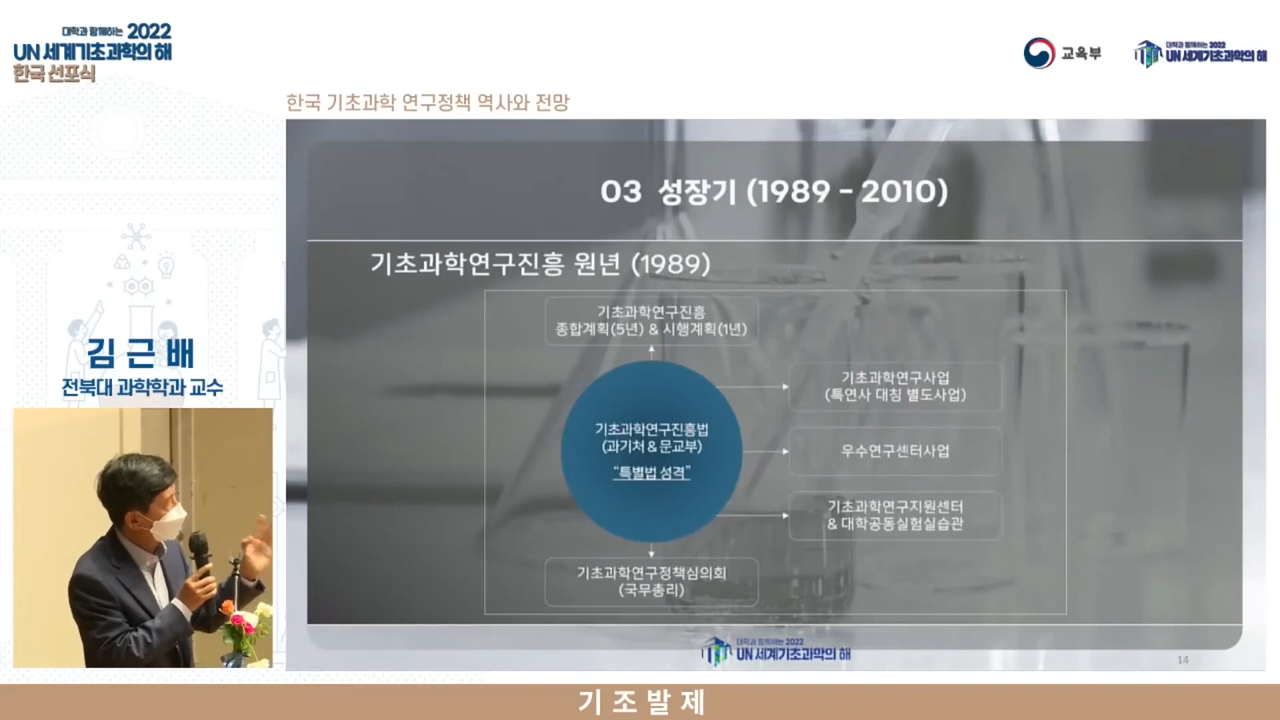 대학과 함께하는 2022
UN 세계기초과학의 해
한국 선포식
교육부
대학과 함께하는 2022
UN 세계기초과학의 해
한국 기초과학 연구정책 역사와 전망
03 성장기 (1989 - 2010)
기초과학연구진흥 원년 (1989)
기초과학연구진흥
종합계획(5년) & 시행계획(1년)
기초과학연구진흥법
(과기처 & 문교부)
“특별법 성격”
기초과학연구사업
(특연사 대칭 별도사업)
우수연구센터사업
기초과학연구지원센터
& 대학공동실험실습관
기초과학연구정책심의회
(국무총리)
대학과 함께하는 2022
UN 세계기초과학의 해
14
김근배
전북대 과학학과 교수
기조발제